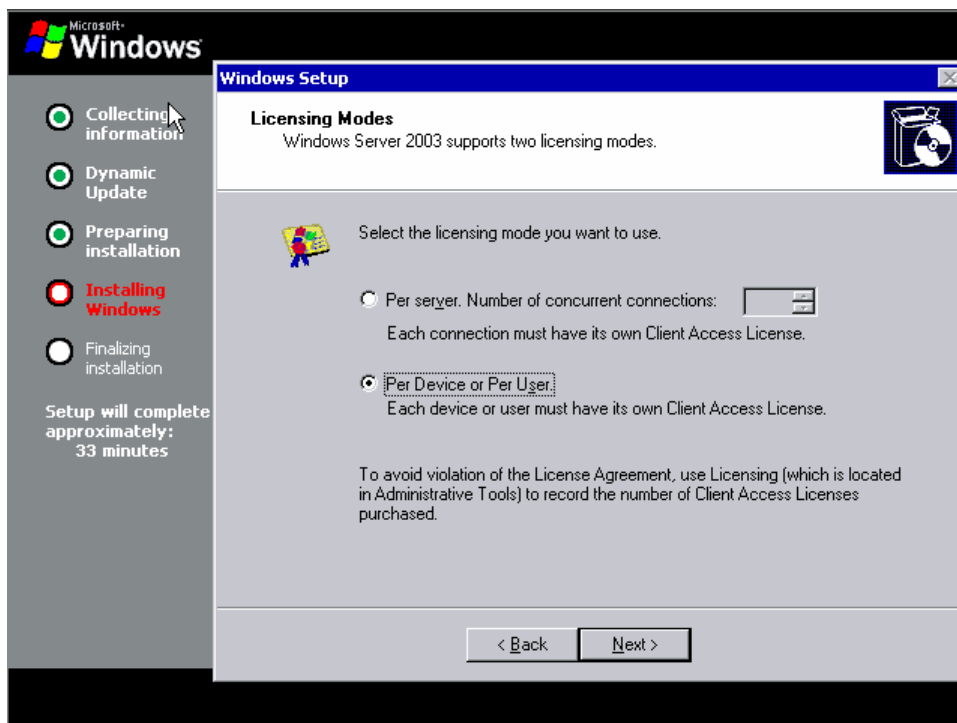 Microsoft
Windows
Windows Setup
Licensing Modes
Windows Server 2003 supports two licensing modes.
Collecting
information
Dynamic
Update
Preparing
installation
Installing
Windows
Finalizing
installation
Setup will complete
approximately:
33 minutes
Select the licensing mode you want to use.
Per server. Number of concurrent connections:
Each connection must have its own Client Access License.
Per Device or Per User.
Each device or user must have its own Client Access License.
To avoid violation of the License Agreement, use Licensing (which is located
in Administrative Tools) to record the number of Client Access Licenses
purchased.
< Back
Next >